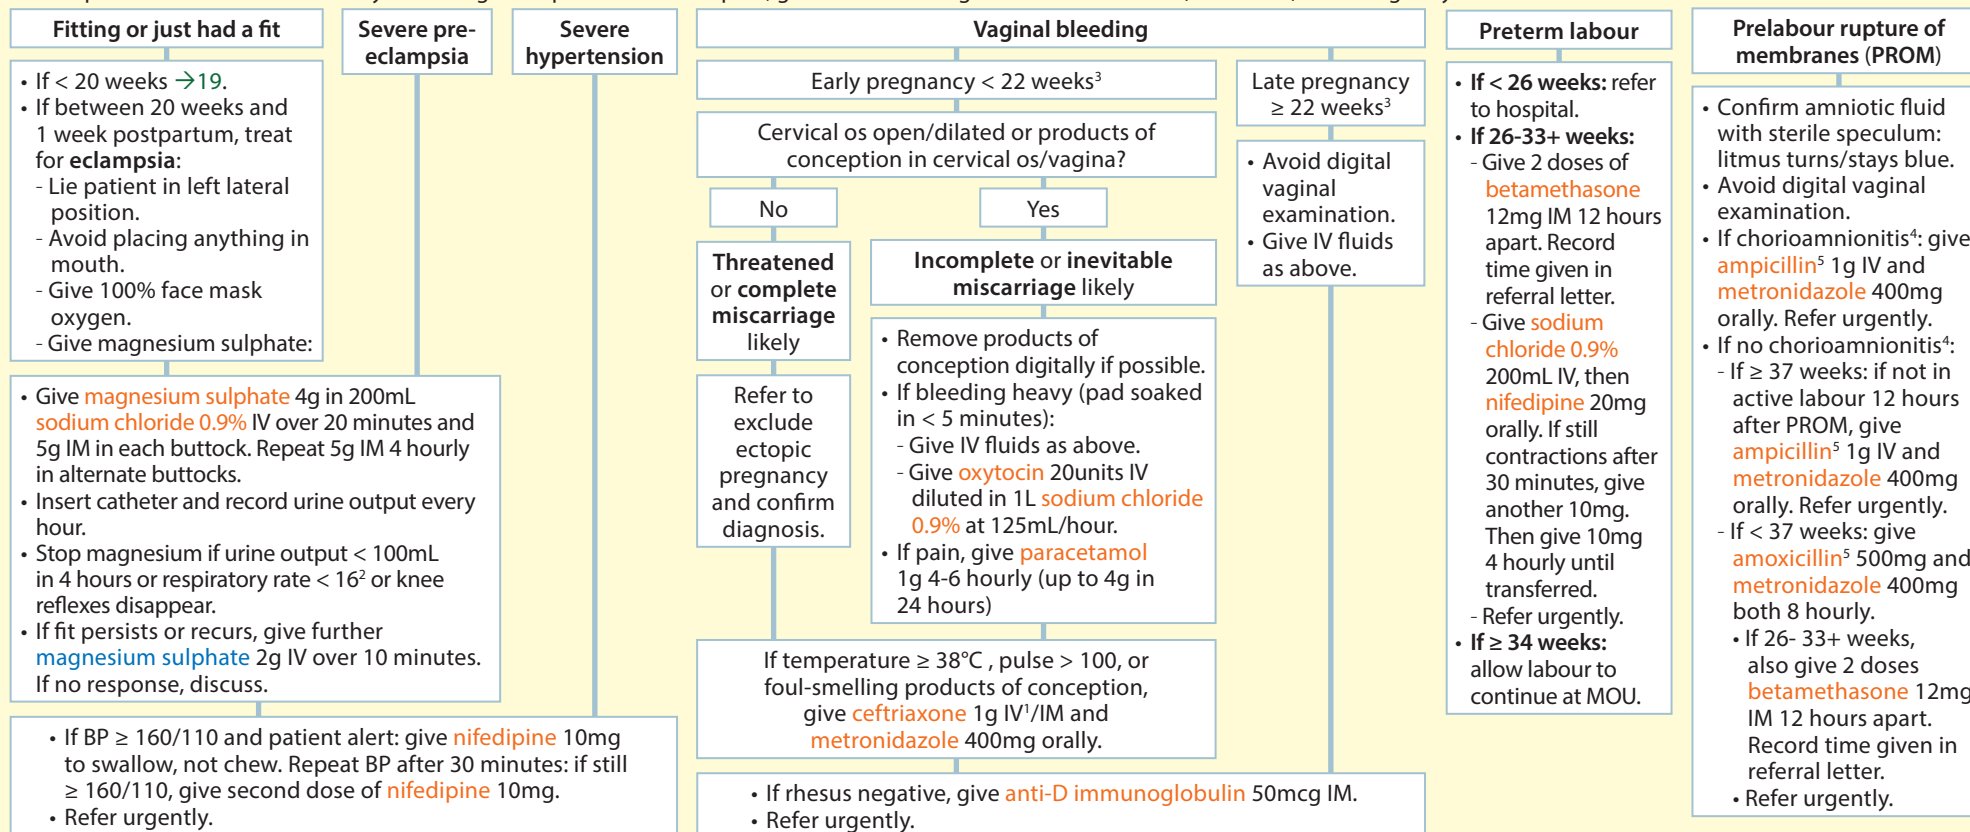 Fitting or just had a fit
• If < 20 weeks →19.
• If between 20 weeks and
1 week postpartum, treat
for eclampsia:
- Lie patient in left lateral
position.
- Avoid placing anything in
mouth.
- Give 100% face mask
oxygen.
- Give magnesium sulphate:
Severe pre-
eclampsia
• Give magnesium sulphate 4g in 200mL
sodium chloride 0.9% IV over 20 minutes and
5g IM in each buttock. Repeat 5g IM 4 hourly
in alternate buttocks.
• Insert catheter and record urine output every
hour.
• Stop magnesium if urine output < 100mL
in 4 hours or respiratory rate < 16² or knee
reflexes disappear.
• If fit persists or recurs, give further
magnesium sulphate 2g IV over 10 minutes.
If no response, discuss.
Severe
hypertension
• If BP ≥ 160/110 and patient alert: give nifedipine 10mg
to swallow, not chew. Repeat BP after 30 minutes: if still
≥ 160/110, give second dose of nifedipine 10mg.
• Refer urgently.
Vaginal bleeding
Early pregnancy < 22 weeks³
Cervical os open/dilated or products of
conception in cervical os/vagina?
No
Threatened
or complete
miscarriage
likely
Refer to
exclude
ectopic
pregnancy
and confirm
diagnosis.
Yes
Incomplete or inevitable
miscarriage likely
• Remove products of
conception digitally if possible.
• If bleeding heavy (pad soaked
in < 5 minutes):
- Give IV fluids as above.
- Give oxytocin 20units IV
diluted in 1L sodium chloride
0.9% at 125mL/hour.
• If pain, give paracetamol
1g 4-6 hourly (up to 4g in
24 hours)
If temperature ≥ 38°C , pulse > 100, or
foul-smelling products of conception,
give ceftriaxone 1g IV¹/IM and
metronidazole 400mg orally.
Late pregnancy
≥ 22 weeks³
• Avoid digital
vaginal
examination.
• Give IV fluids
as above.
• If rhesus negative, give anti-D immunoglobulin 50mcg IM.
• Refer urgently.
Preterm labour
• If < 26 weeks: refer
to hospital.
• If 26-33+ weeks:
- Give 2 doses of
betamethasone
12mg IM 12 hours
apart. Record
time given in
referral letter.
- Give sodium
chloride 0.9%
200mL IV, then
nifedipine 20mg
orally. If still
contractions after
30 minutes, give
another 10mg.
Then give 10mg
4 hourly until
transferred.
- Refer urgently.
• If ≥ 34 weeks:
allow labour to
continue at MOU.
Prelabour rupture of
membranes (PROM)
• Confirm amniotic fluid
with sterile speculum:
litmus turns/stays blue.
• Avoid digital vaginal
examination.
• If chorioamnionitis⁴: give
ampicillin⁵ 1g IV and
metronidazole 400mg
orally. Refer urgently.
• If no chorioamnionitis⁴:
- If ≥ 37 weeks: if not in
active labour 12 hours
after PROM, give
ampicillin⁵ 1g IV and
metronidazole 400mg
orally. Refer urgently.
- If < 37 weeks: give
amoxicillin⁵ 500mg and
metronidazole 400mg
both 8 hourly.
• If 26- 33+ weeks,
also give 2 doses
betamethasone 12mg
IM 12 hours apart.
Record time given in
referral letter.
• Refer urgently.